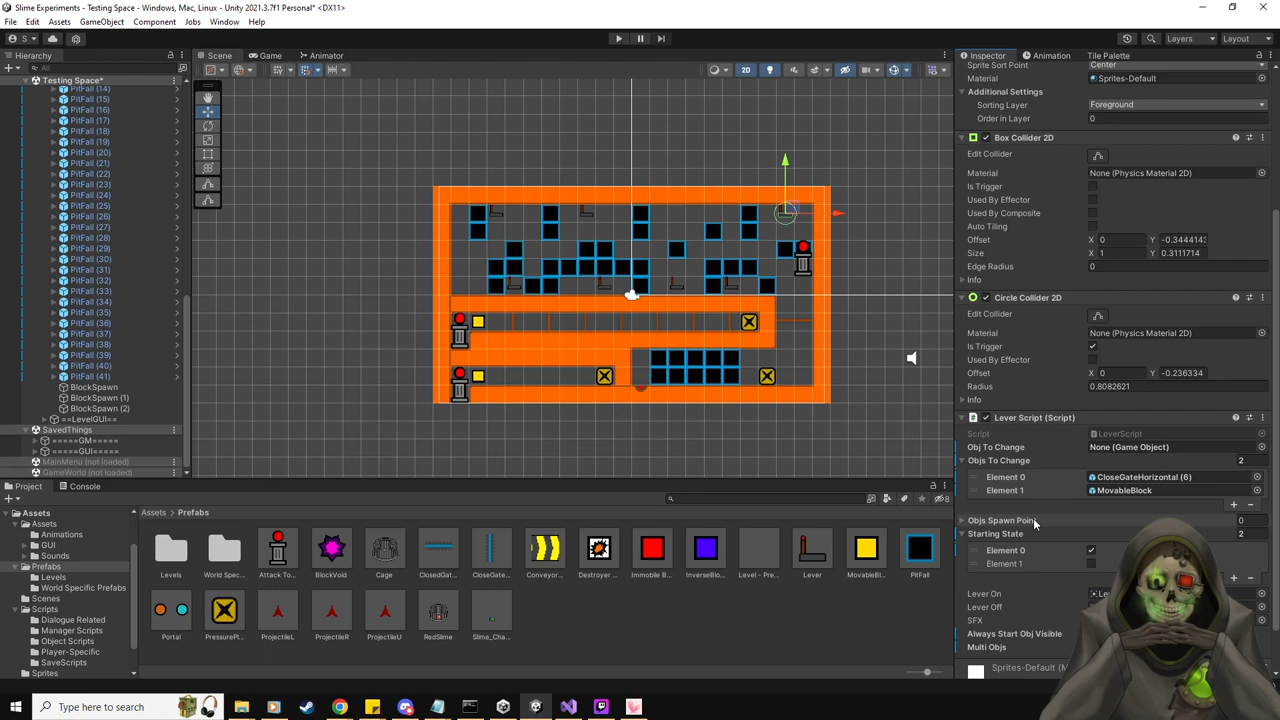 Slime Experiments - Testing Space - Windows, Mac, Linux - Unity 2021.3.7f1 Personal* <DX11>
File Edit Assets GameObject Component Jobs Window Help
S
Layers
Layout
Hierarchy
Scene
Game
Animator
Inspector
Animation
Tile Palette
All
2D
Testing Space*
PitFall (14)
PitFall (15)
PitFall (16)
PitFall (17)
PitFall (18)
PitFall (19)
PitFall (20)
PitFall (21)
PitFall (22)
PitFall (23)
PitFall (24)
PitFall (25)
PitFall (26)
PitFall (27)
PitFall (28)
PitFall (29)
PitFall (30)
PitFall (31)
PitFall (32)
PitFall (33)
PitFall (34)
PitFall (35)
PitFall (36)
PitFall (37)
PitFall (38)
PitFall (39)
PitFall (40)
PitFall (41)
BlockSpawn
BlockSpawn (1)
BlockSpawn (2)
==LevelGUI==
SavedThings
=====GM=====
=====GUI=====
MainMenu (not loaded)
GameWorld (not loaded)
Sprite Sort Point Center
Material Sprites-Default
Additional Settings
Sorting Layer Foreground
Order in Layer 0
Box Collider 2D
Edit Collider
Material None (Physics Material 2D)
Is Trigger
Used By Effector
Used By Composite
Auto Tiling
Offset X 0 Y -0.344414
Size X 1 Y 0.3111714
Edge Radius 0
Info
Circle Collider 2D
Edit Collider
Material None (Physics Material 2D)
Is Trigger
Used By Effector
Offset X 0 Y -0.236334
Radius 0.8082621
Info
Lever Script (Script)
Script LeverScript
Obj To Change None (Game Object)
Objs To Change 2
Element 0 CloseGateHorizontal (6)
Element 1 MovableBlock
Objs Spawn Point 0
Starting State 2
Element 0
Element 1
Lever On Le
Lever Off
SFX
Always Start Obj Visible
Multi Objs
Sprites-Default (M
Project
Console
8
Assets
Assets
Animations
GUI
Sounds
Prefabs
Levels
World Specific Prefabs
Scenes
Scripts
Dialogue Related
Manager Scripts
Object Scripts
Player-Specific
SaveScripts
Sprites
Assets > Prefabs
Levels
World Spec...
Attack To...
BlockVoid
Cage
ClosedGat...
CloseGate...
Conveyor...
Destroyer ...
Immobile B...
InverseBlo...
Level - Pre...
Lever
MovableBl...
PitFall
Portal
PressurePl...
ProjectileL
ProjectileR
ProjectileU
RedSlime
Slime_Cha...
Type here to search